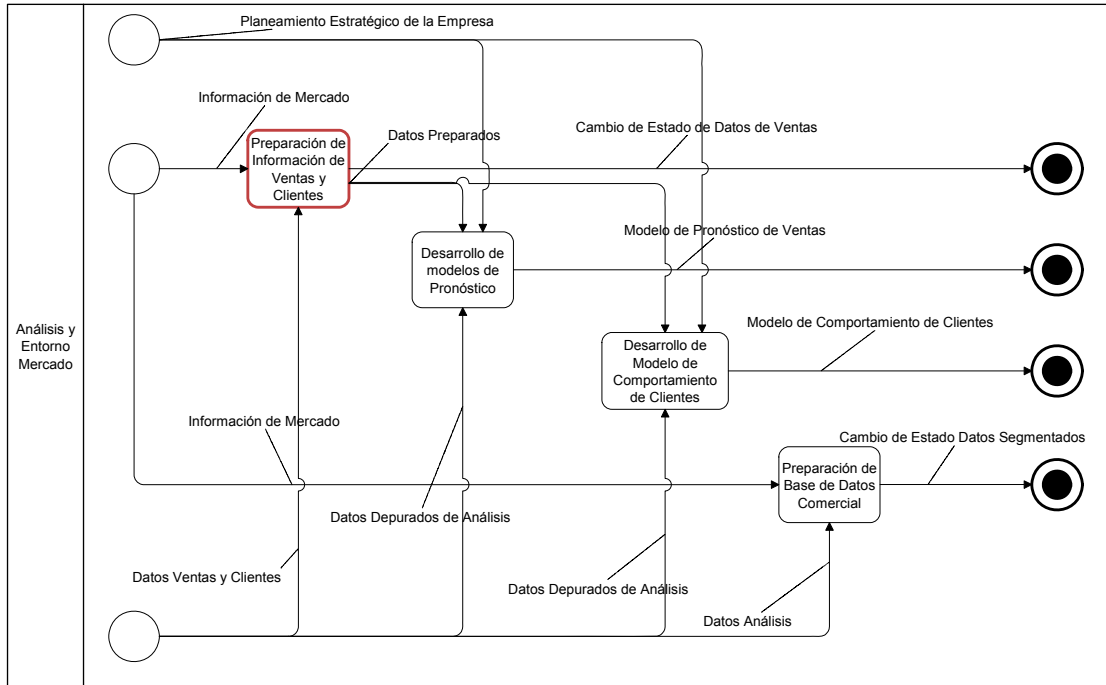 Planeamiento Estratégico de la Empresa
Información de Mercado
Datos Preparados
Cambio de Estado de Datos de Ventas
Preparación de
Información de
Ventas y
Clientes
Modelo de Pronóstico de Ventas
Desarrollo de
modelos de
Pronóstico
Análisis y
Entorno
Mercado
Modelo de Comportamiento de Clientes
Desarrollo de
Modelo de
Comportamiento
de Clientes
Información de Mercado
Cambio de Estado Datos Segmentados
Preparación de
Base de Datos
Comercial
Datos Depurados de Análisis
Datos Ventas y Clientes
Datos Depurados de Análisis
Datos Análisis